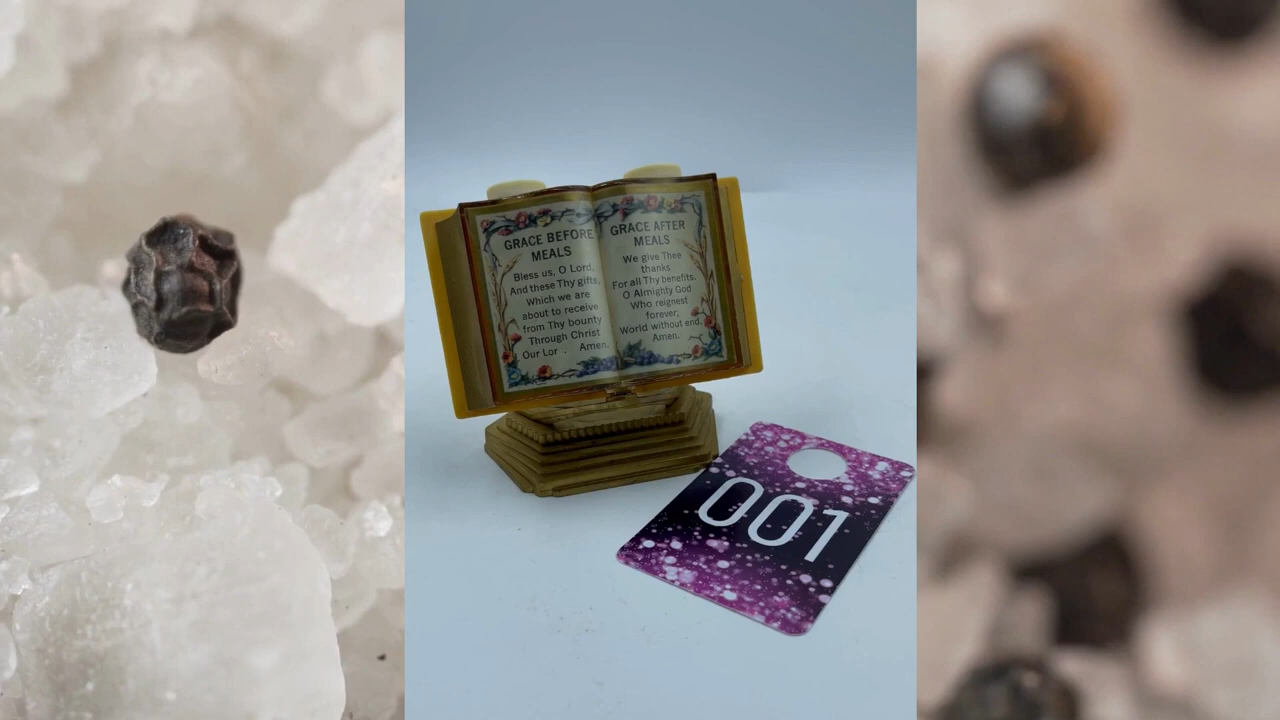 GRACE BEFORE
MEALS
Bless us, O Lord,
And these Thy gifts,
Which we are
about to receive
from Thy bounty
Through Christ
Our Lor . Amen.
GRACE AFTER
MEALS
We give Thee
thanks
For all Thy benefits.
O Almighty God
Who reignest
forever;
World without end.
Amen.
001